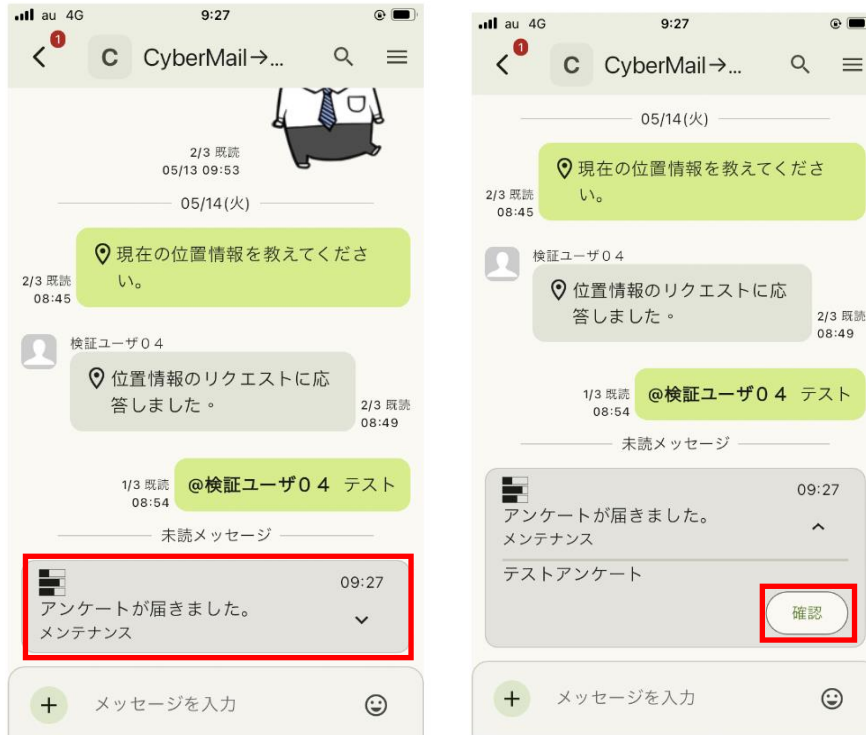 au 4G
9:27
1
C CyberMail→...
2/3 既読
05/13 09:53
05/14(火)
現在の位置情報を教えてくださ
い。
2/3 既読
08:45
検証ユーザ04
位置情報のリクエストに応
答しました。
2/3 既読
08:49
1/3 既読
08:54
@検証ユーザ04 テスト
未読メッセージ
09:27
アンケートが届きました。
メンテナンス
+ メッセージを入力
au 4G
9:27
1
C CyberMail→...
05/14(火)
現在の位置情報を教えてくださ
い。
2/3 既読
08:45
検証ユーザ04
位置情報のリクエストに応
答しました。
2/3 既読
08:49
1/3 既読
08:54
@検証ユーザ04 テスト
未読メッセージ
09:27
アンケートが届きました。
メンテナンス
テストアンケート
確認
+ メッセージを入力